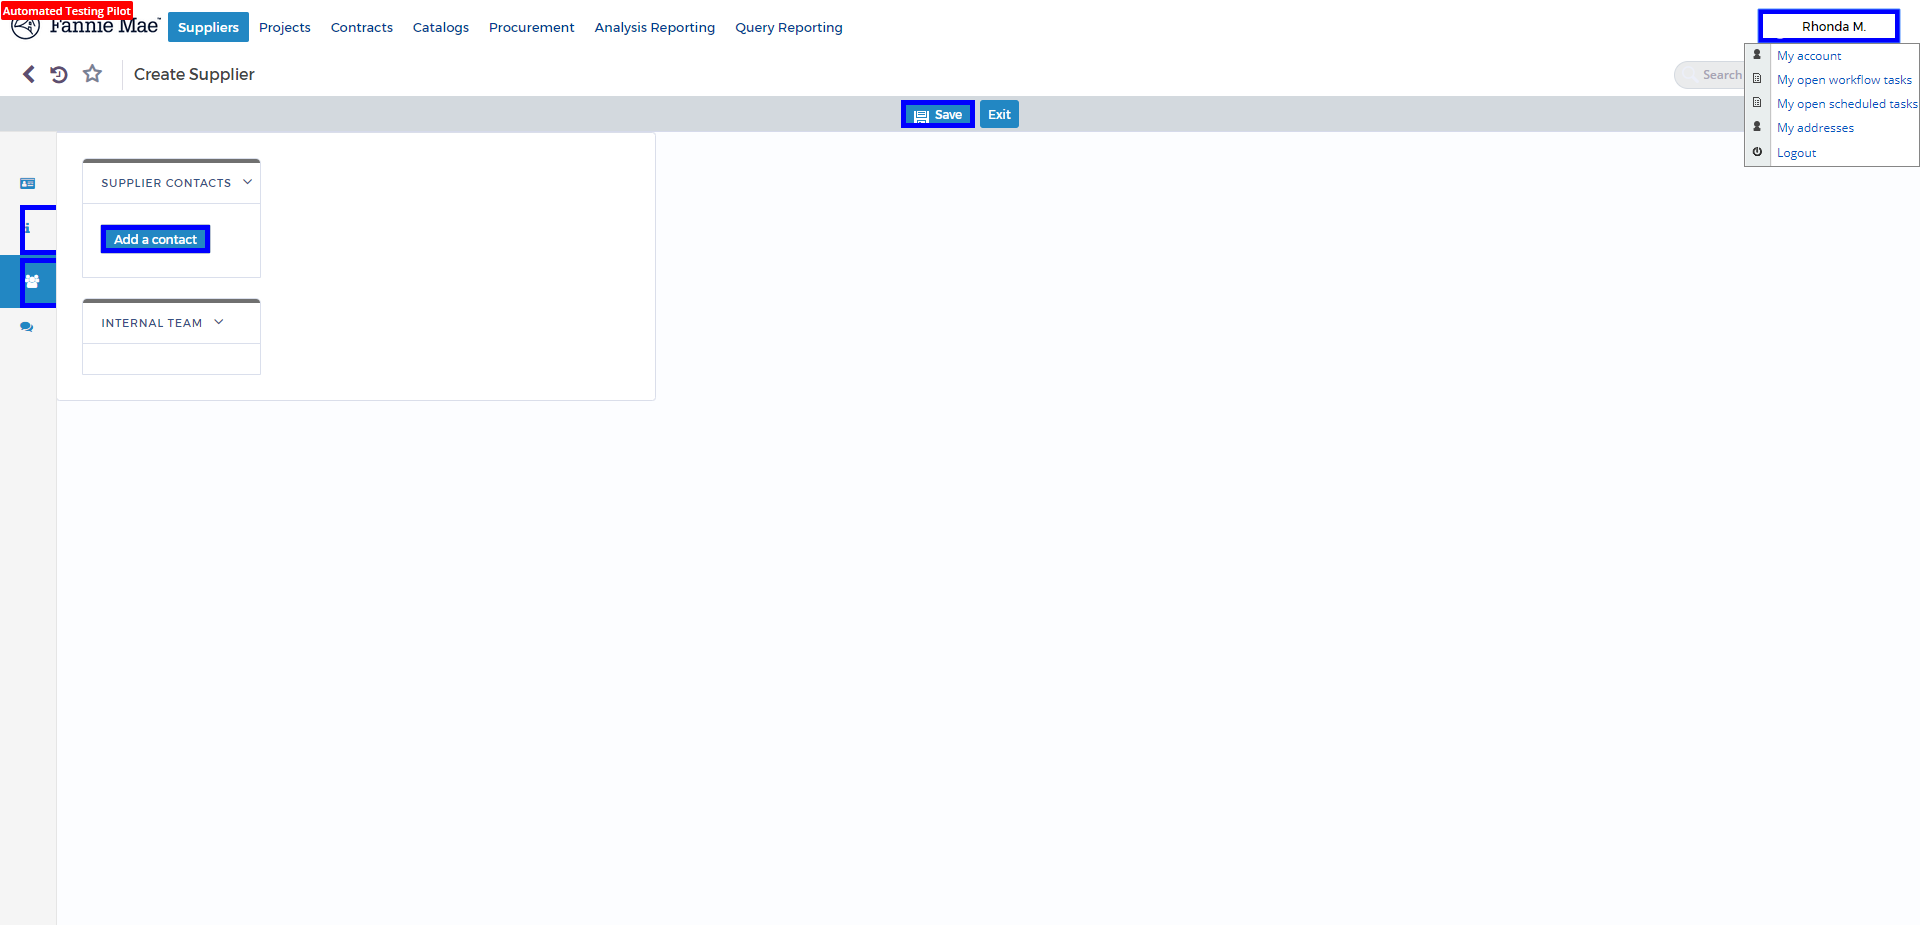 Automated Testing Pilot
Fannie Mae
Suppliers Projects Contracts Catalogs Procurement Analysis Reporting Query Reporting
Rhonda M.
Create Supplier
Search
My account
My open workflow tasks
My open scheduled tasks
My addresses
Logout
Save Exit
SUPPLIER CONTACTS
Add a contact
INTERNAL TEAM